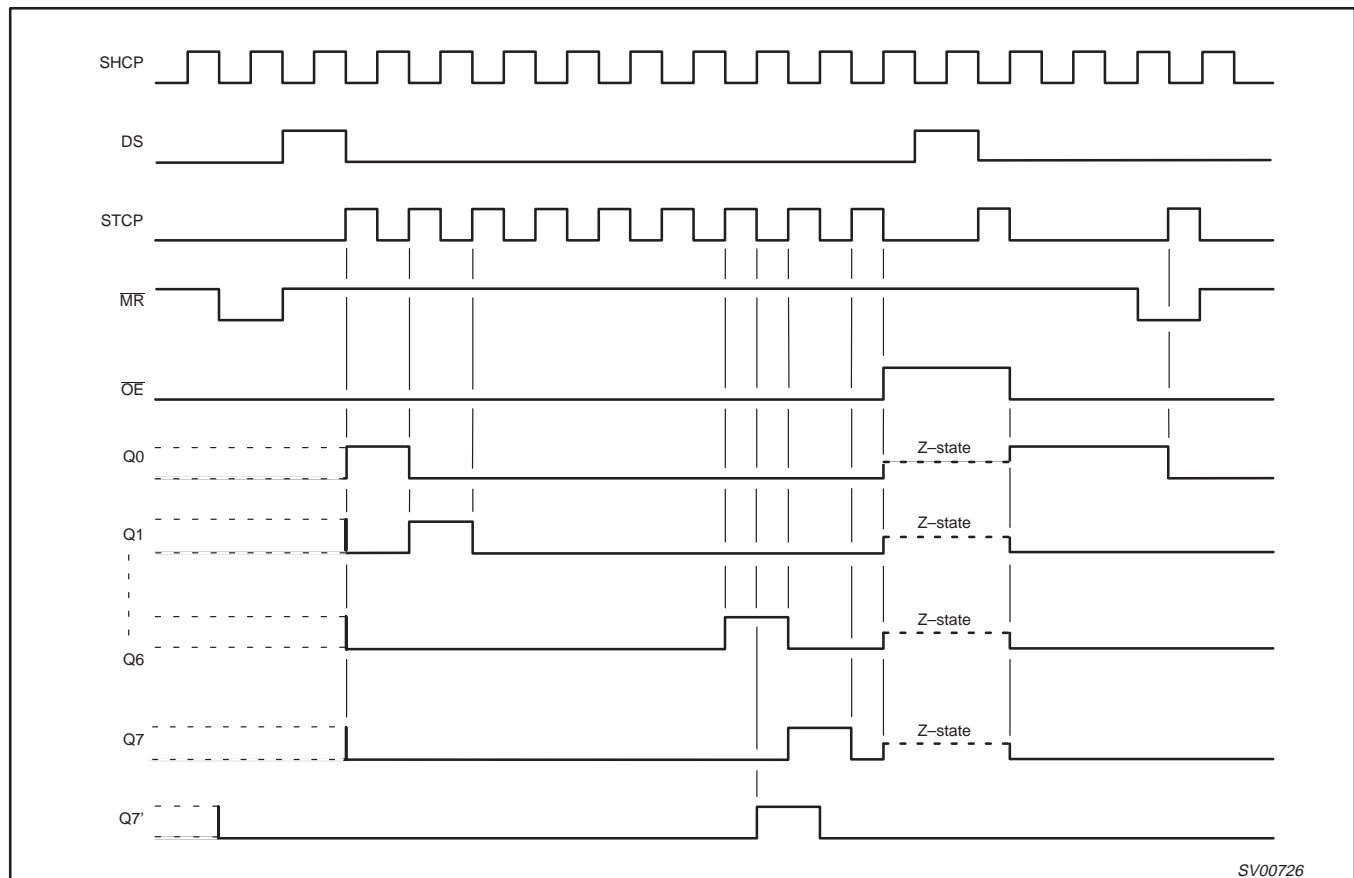 SHCP
DS
STCP
MR
OE
Q0
Z–state
Q1
Z–state
Z–state
Q6
Q7
Z–state
Q7’
SV00726